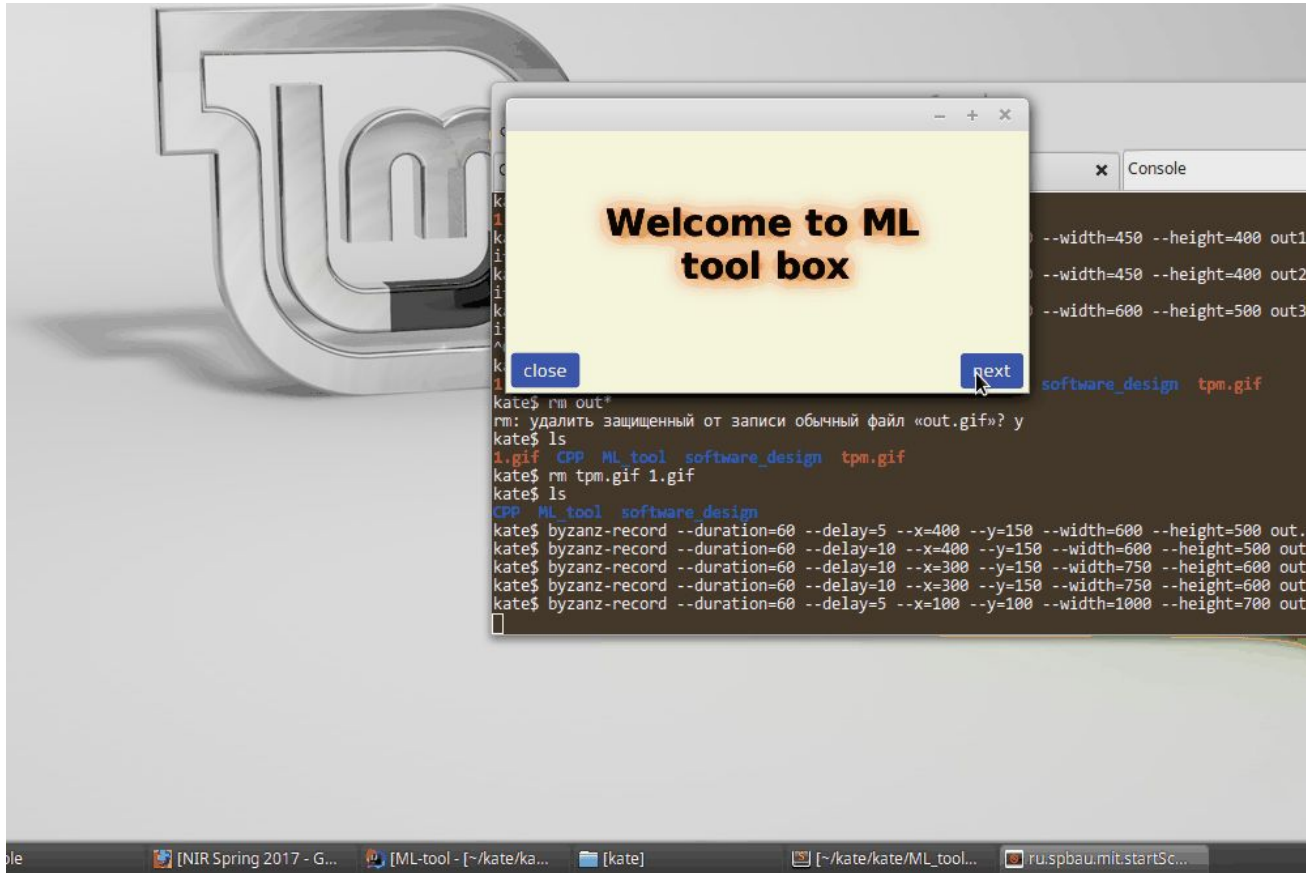 lm
− + ×
Welcome to ML
tool box
close
next
× Console
--width=450 --height=400 out1
--width=450 --height=400 out2
--width=600 --height=500 out3
software_design tpm.gif
kate$ rm out*
rm: удалить защищенный от записи обычный файл «out.gif»? y
kate$ ls
1.gif CPP ML_tool software_design tpm.gif
kate$ rm tpm.gif 1.gif
kate$ ls
CPP ML_tool software_design
kate$ byzanz-record --duration=60 --delay=5 --x=400 --y=150 --width=600 --height=500 out.
kate$ byzanz-record --duration=60 --delay=10 --x=400 --y=150 --width=600 --height=500 out
kate$ byzanz-record --duration=60 --delay=10 --x=300 --y=150 --width=750 --height=600 out
kate$ byzanz-record --duration=60 --delay=10 --x=300 --y=150 --width=750 --height=600 out
kate$ byzanz-record --duration=60 --delay=5 --x=100 --y=100 --width=1000 --height=700 out
[NIR Spring 2017 - G... [ML-tool - [~/kate/ka... [kate] [~/kate/kate/ML_tool... ru.spbau.mit.startSc...